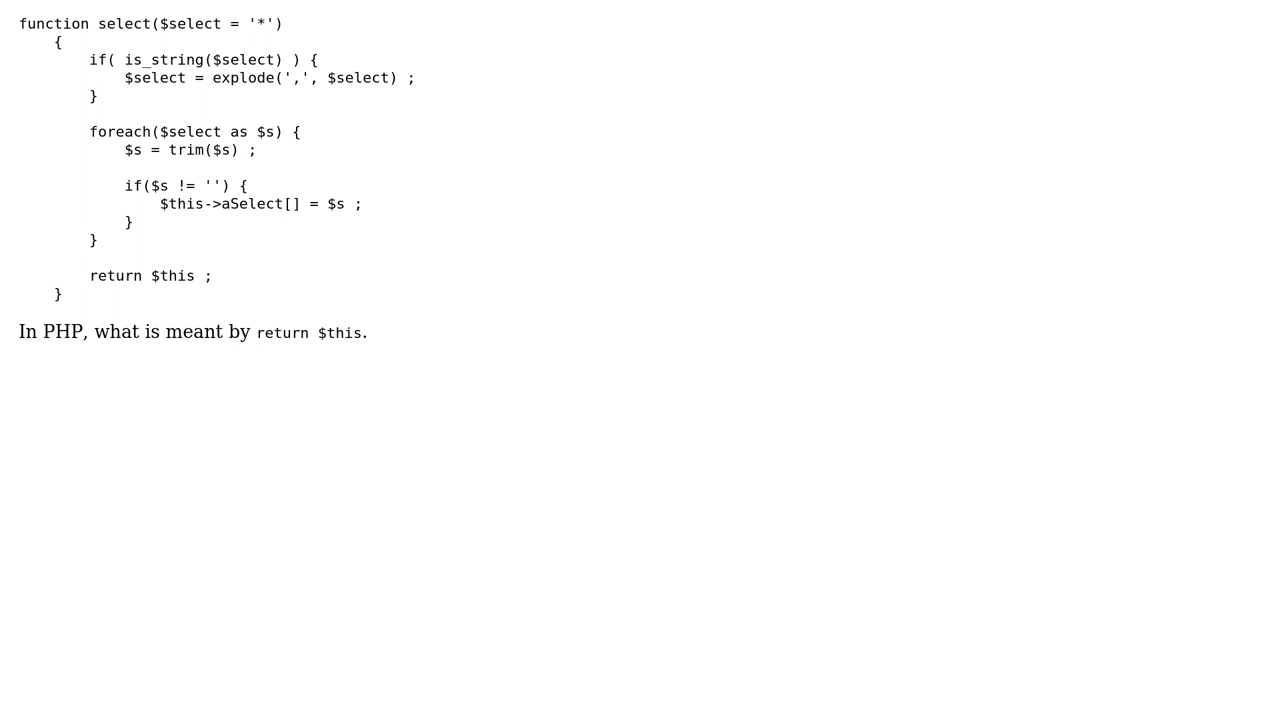 function select($select = '*')
    {
        if( is_string($select) ) {
            $select = explode(',', $select) ;
        }

        foreach($select as $s) {
            $s = trim($s) ;

            if($s != '') {
                $this->aSelect[] = $s ;
            }
        }

        return $this ;
    }
In PHP, what is meant by return $this.